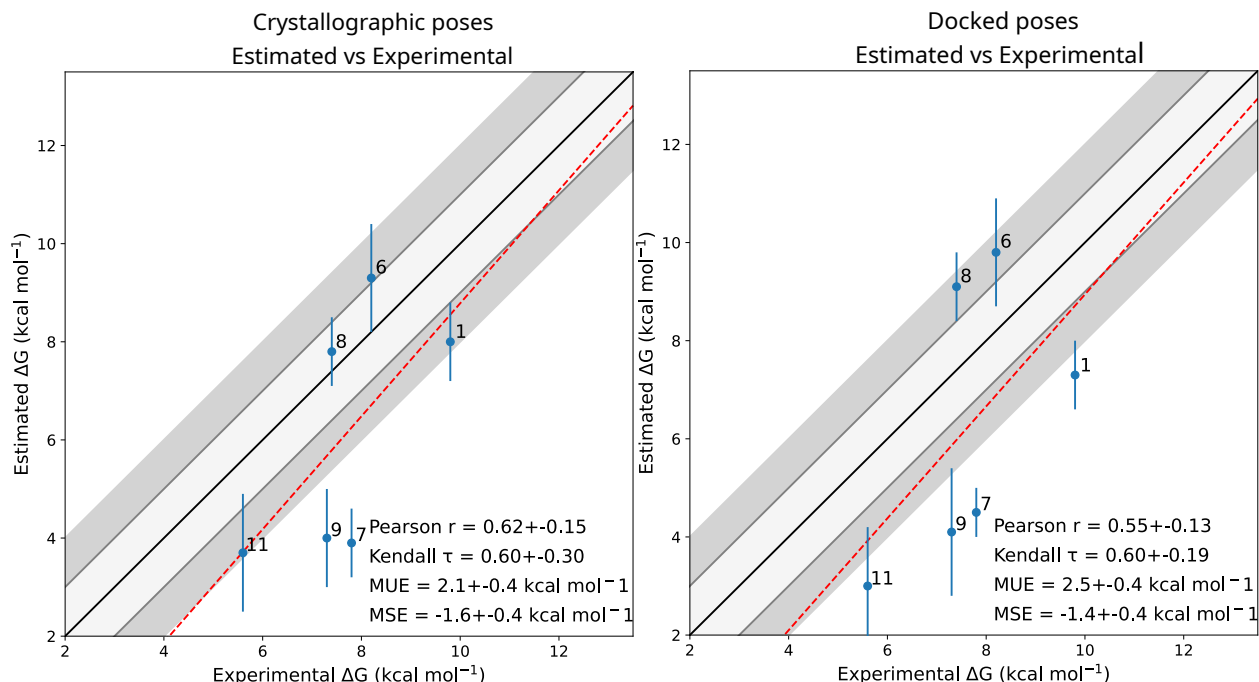 Crystallographic poses
Estimated vs Experimental
Estimated ΔG (kcal mol⁻¹)
12
10
8
6
4
2
6
8
1
11
9
7
Pearson r = 0.62+-0.15
Kendall τ = 0.60+-0.30
MUE = 2.1+-0.4 kcal mol⁻¹
MSE = -1.6+-0.4 kcal mol⁻¹
2 4 6 8 10 12
Experimental ΔG (kcal mol⁻¹)
Docked poses
Estimated vs Experimental
Estimated ΔG (kcal mol⁻¹)
12
10
8
6
4
2
6
8
1
7
9
11
Pearson r = 0.55+-0.13
Kendall τ = 0.60+-0.19
MUE = 2.5+-0.4 kcal mol⁻¹
MSE = -1.4+-0.4 kcal mol⁻¹
2 4 6 8 10 12
Experimental ΔG (kcal mol⁻¹)